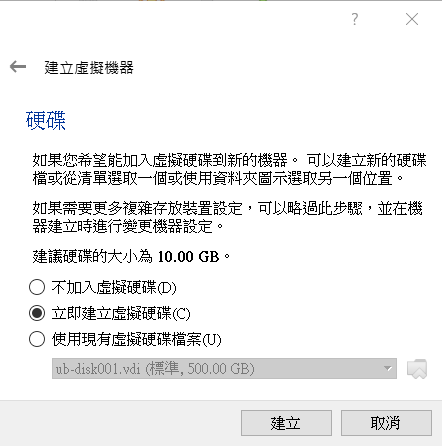 ?
建立虛擬機器
硬碟
如果您希望能加入虛擬硬碟到新的機器。 可以建立新的硬碟
檔或從清單選取一個或使用資料夾圖示選取另一個位置。
如果需要更多複雜存放裝置設定，可以略過此步驟，並在機
器建立時進行變更機器設定。
建議硬碟的大小為 10.00 GB。
不加入虛擬硬碟(D)
立即建立虛擬硬碟(C)
使用現有虛擬硬碟檔案(U)
ub-disk001.vdi (標準, 500.00 GB)
建立
取消